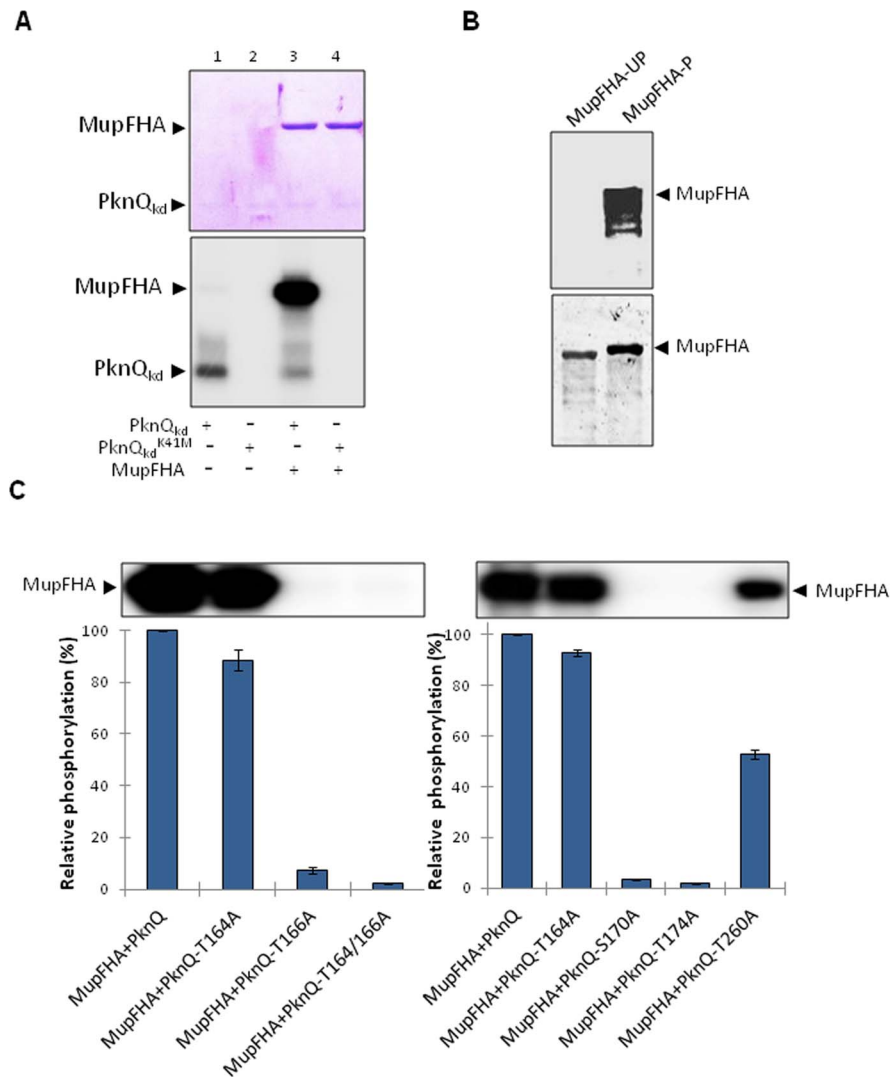 A
1 2 3 4
MupFHA
PknQkd
MupFHA
PknQkd
PknQkd + - + -
PknQkd K41M - + - +
MupFHA - - + +
B
MupFHA-UP
MupFHA-P
MupFHA
MupFHA
C
MupFHA
Relative phosphorylation (%)
100
80
60
40
20
0
MupFHA+PknQ
MupFHA+PknQ-T164A
MupFHA+PknQ-T166A
MupFHA+PknQ-T164/166A
MupFHA
Relative phosphorylation (%)
100
80
60
40
20
0
MupFHA+PknQ
MupFHA+PknQ-T164A
MupFHA+PknQ-S170A
MupFHA+PknQ-T174A
MupFHA+PknQ-T260A